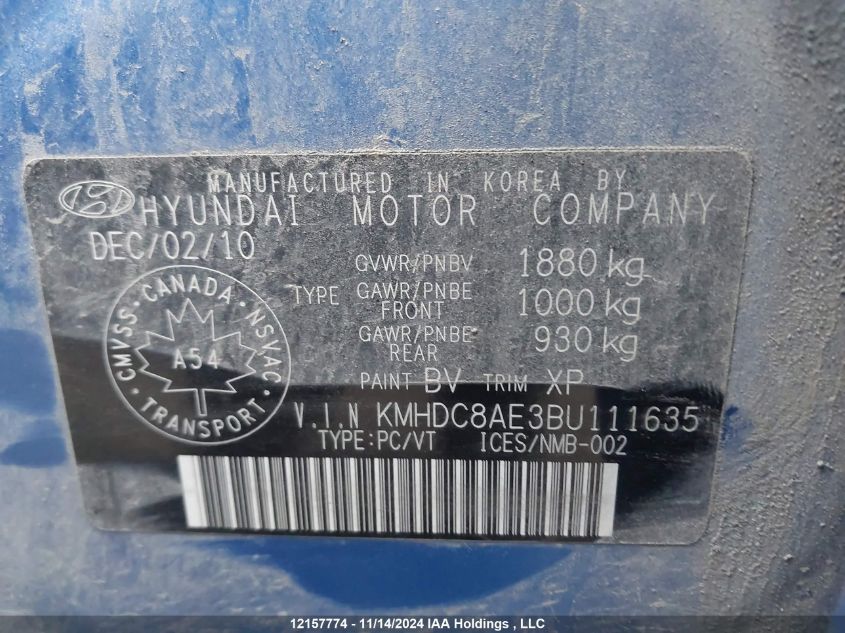 MANUFACTURED IN KOREA BY
HYUNDAI MOTOR COMPANY
DEC/02/10
GVWR/PNBV 1880 kg
TYPE GAWR/PNBE FRONT 1000 kg
GAWR/PNBE REAR 930 kg
PAINT BV TRIM XP
CANADA
CMVSS NSVAC
A54
TRANSPORT
V.I.N KMHDC8AE3BU111635
TYPE:PC/VT ICES/NMB-002
12157774 - 11/14/2024 IAA Holdings , LLC